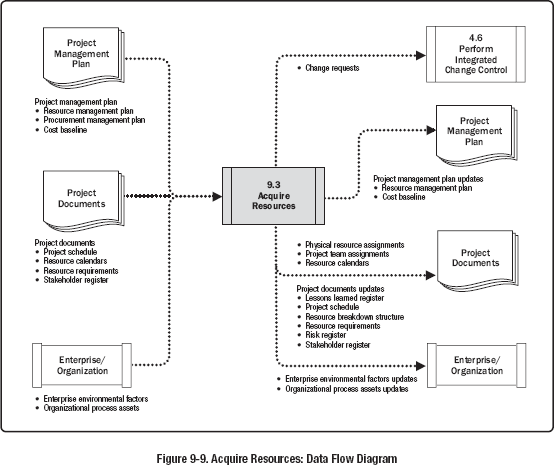 Project
Management
Plan
Project management plan
• Resource management plan
• Procurement management plan
• Cost baseline
Project
Documents
Project documents
• Project schedule
• Resource calendars
• Resource requirements
• Stakeholder register
Enterprise/
Organization
• Enterprise environmental factors
• Organizational process assets
9.3
Acquire
Resources
• Change requests
4.6
Perform
Integrated
Change Control
Project
Management
Plan
Project management plan updates
• Resource management plan
• Cost baseline
• Physical resource assignments
• Project team assignments
• Resource calendars
Project
Documents
Project documents updates
• Lessons learned register
• Project schedule
• Resource breakdown structure
• Resource requirements
• Risk register
• Stakeholder register
Enterprise/
Organization
• Enterprise environmental factors updates
• Organizational process assets updates
Figure 9-9. Acquire Resources: Data Flow Diagram